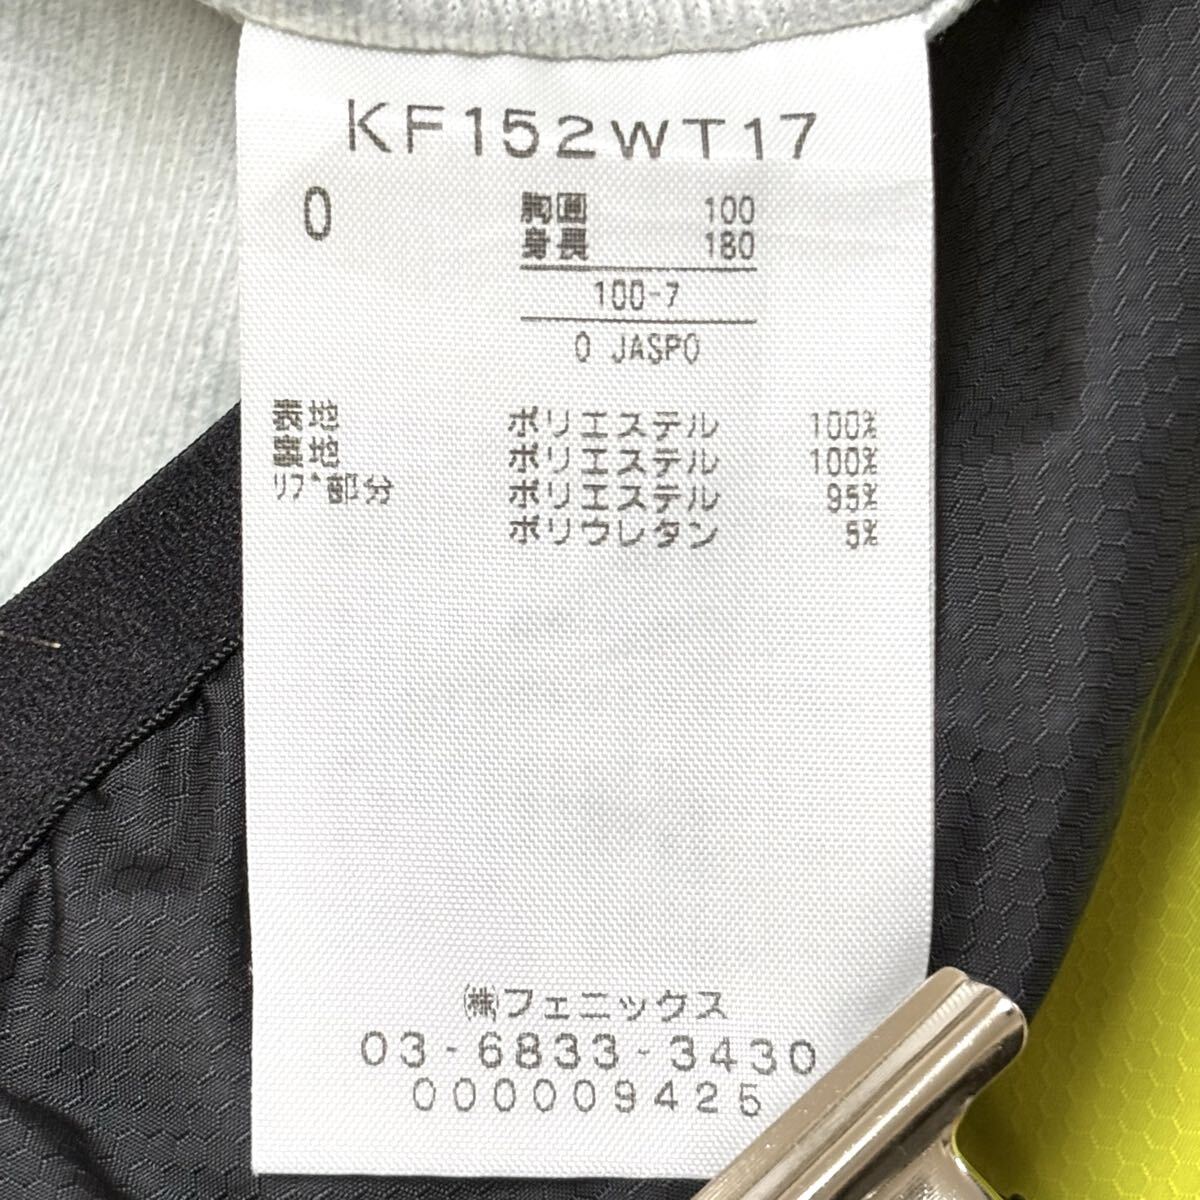 KF152WT17
O
胸囲 100
身長 180
100-7
O JASPO
表地 ポリエステル 100%
裏地 ポリエステル 100%
ﾘﾌﾞ部分 ポリエステル 95%
ポリウレタン 5%
㈱フェニックス
03-6833-3430
000009425